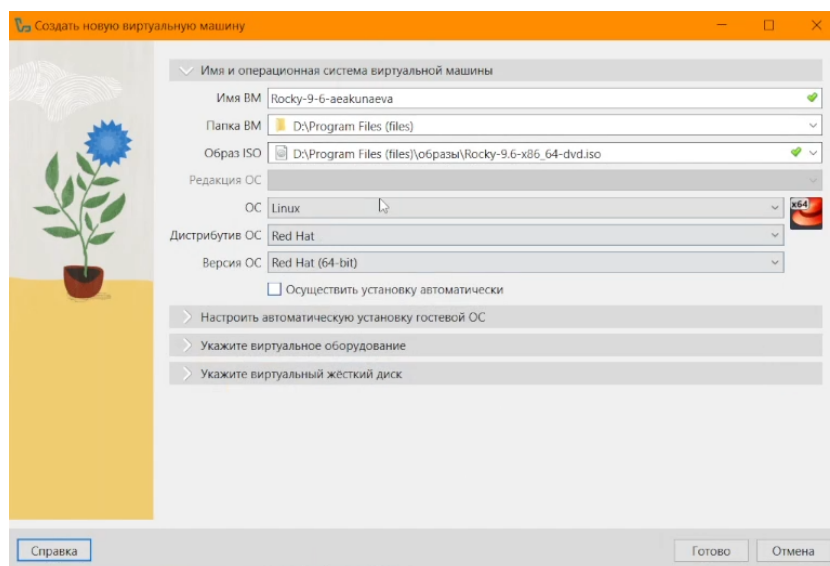 Создать новую виртуальную машину
Имя и операционная система виртуальной машины
Имя ВМ Rocky-9-6-aeakunaeva
Папка ВМ D:\Program Files (files)
Образ ISO D:\Program Files (files)\образы\Rocky-9.6-x86_64-dvd.iso
Редакция ОС
ОС Linux x64
Дистрибутив ОС Red Hat
Версия ОС Red Hat (64-bit)
Осуществить установку автоматически
Настроить автоматическую установку гостевой ОС
Укажите виртуальное оборудование
Укажите виртуальный жёсткий диск
Справка Готово Отмена